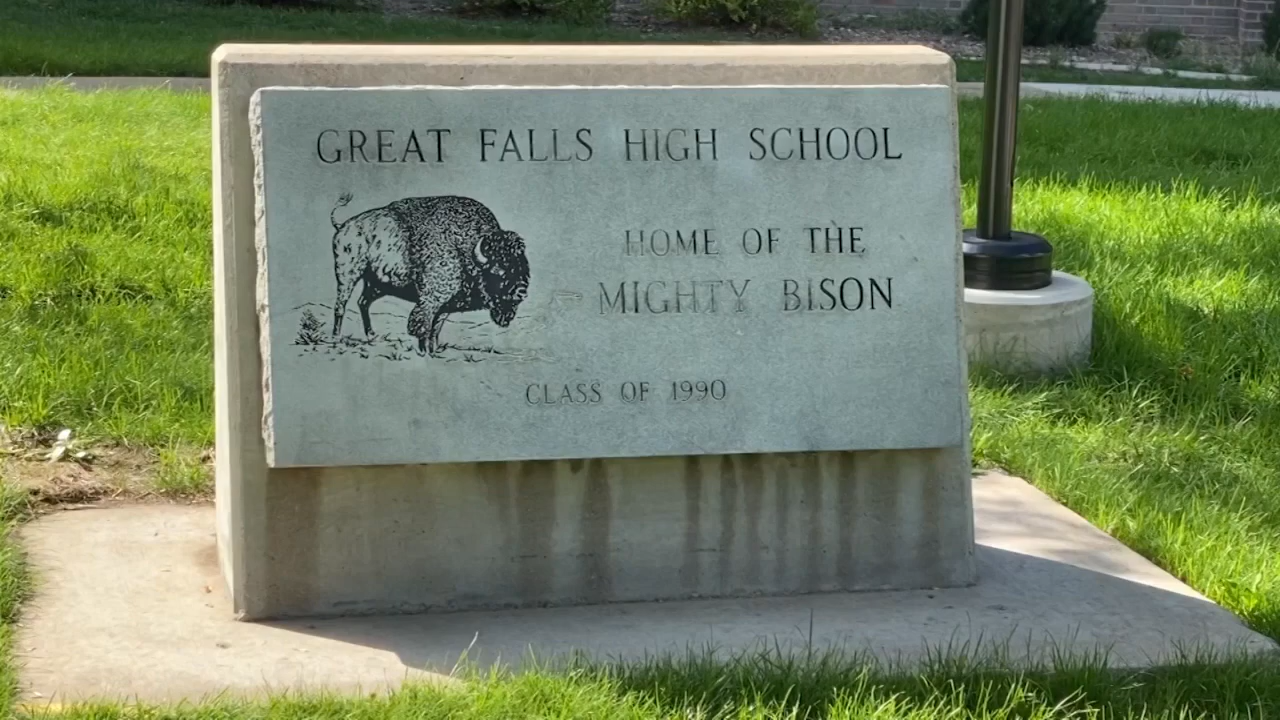 GREAT FALLS HIGH SCHOOL
HOME OF THE
MIGHTY BISON
CLASS OF 1990